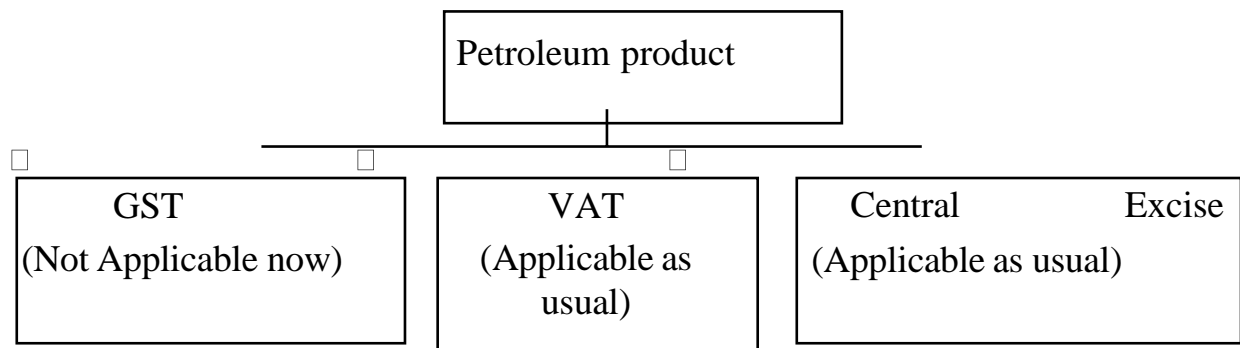 Petroleum product
GST
(Not Applicable now)
VAT
(Applicable as
usual)
Central Excise
(Applicable as usual)